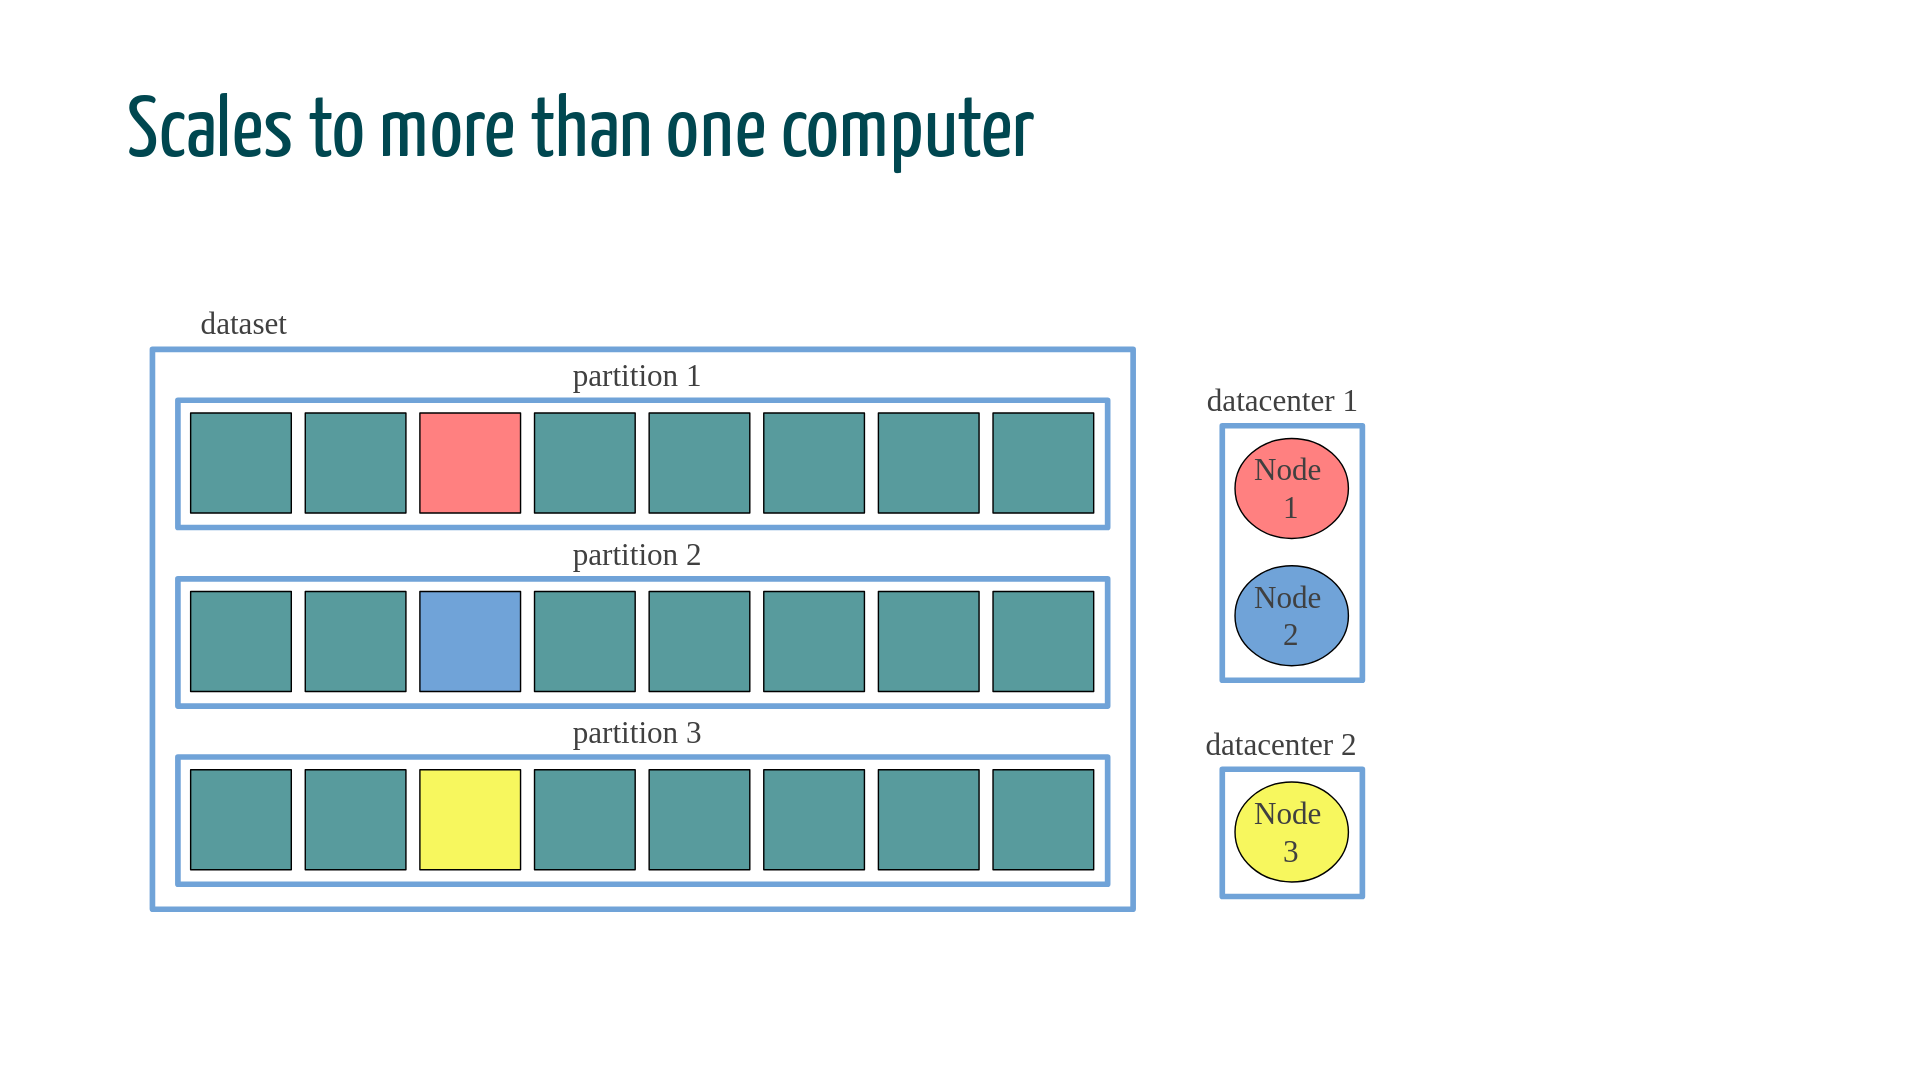 Scales to more than one computer
dataset
partition 1
partition 2
partition 3
datacenter 1
Node
1
Node
2
datacenter 2
Node
3